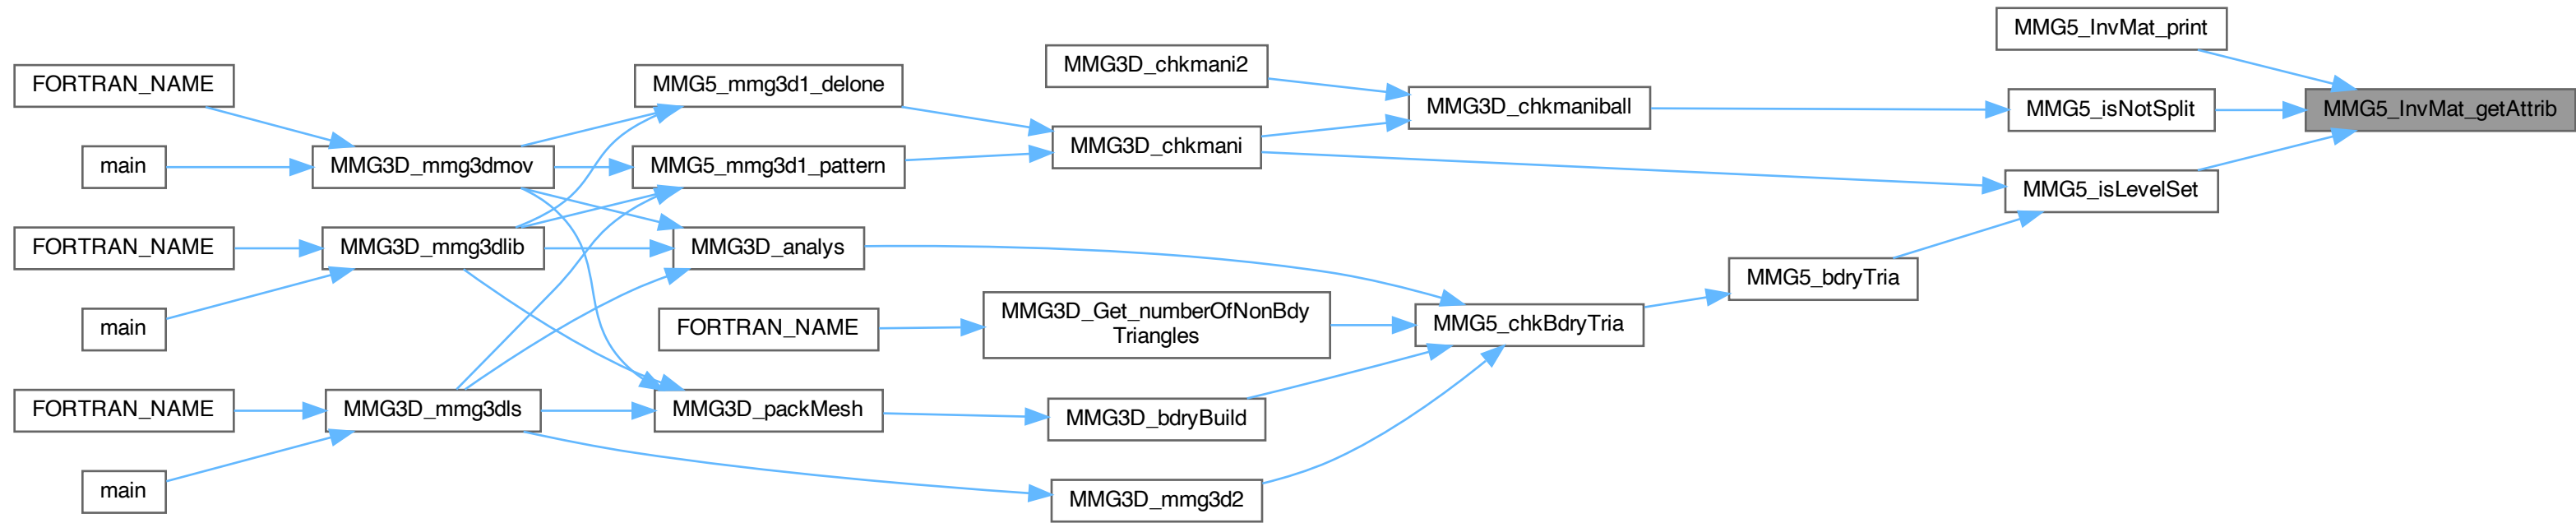 MMG5_InvMat_print
MMG3D_chkmani2
FORTRAN_NAME
MMG5_mmg3d1_delone
MMG3D_chkmaniball
MMG5_isNotSplit
MMG5_InvMat_getAttrib
main
MMG3D_mmg3dmov
MMG5_mmg3d1_pattern
MMG3D_chkmani
MMG5_isLevelSet
FORTRAN_NAME
MMG3D_mmg3dlib
MMG3D_analys
MMG5_bdryTria
main
FORTRAN_NAME
MMG3D_Get_numberOfNonBdy
Triangles
MMG5_chkBdryTria
FORTRAN_NAME
MMG3D_mmg3dls
MMG3D_packMesh
MMG3D_bdryBuild
main
MMG3D_mmg3d2